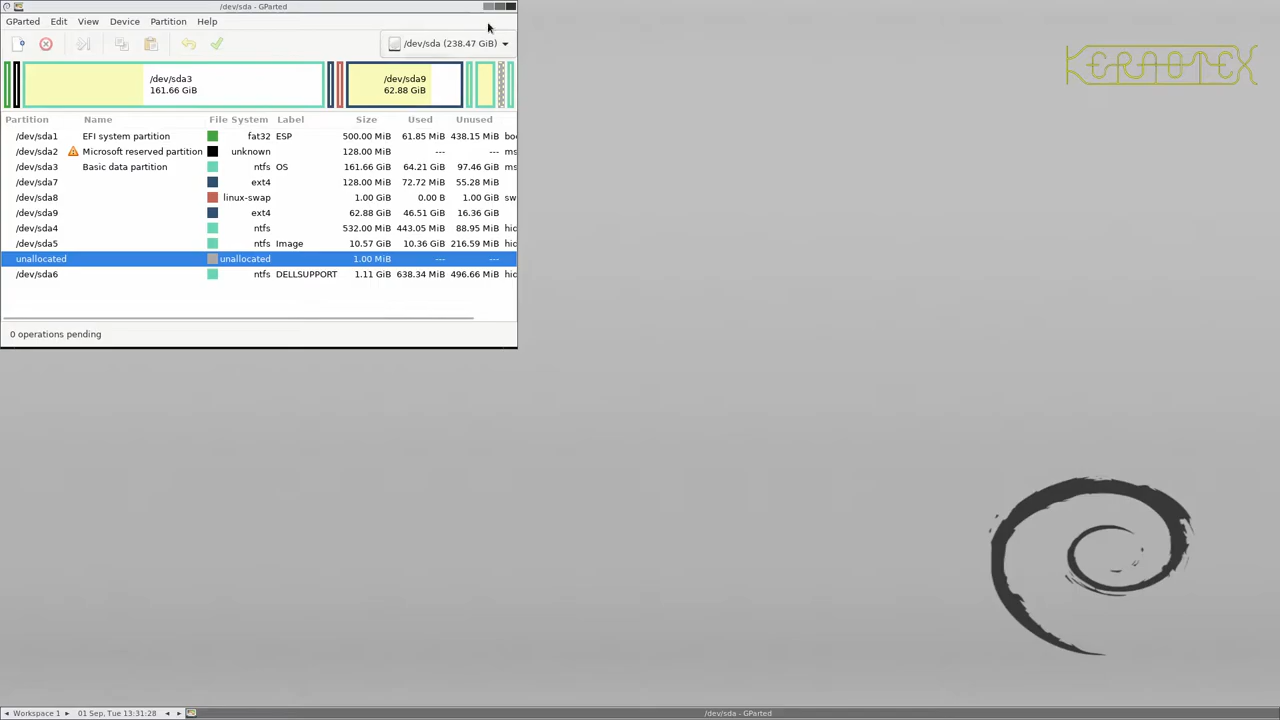 /dev/sda - GParted
GParted Edit View Device Partition Help
/dev/sda (238.47 GiB)
/dev/sda3
161.66 GiB
/dev/sda9
62.88 GiB
Partition Name File System Label Size Used Unused
/dev/sda1 EFI system partition fat32 ESP 500.00 MiB 61.85 MiB 438.15 MiB boo
/dev/sda2 Microsoft reserved partition unknown 128.00 MiB --- --- ms
/dev/sda3 Basic data partition ntfs OS 161.66 GiB 64.21 GiB 97.46 GiB ms
/dev/sda7 ext4 128.00 MiB 72.72 MiB 55.28 MiB
/dev/sda8 linux-swap 1.00 GiB 0.00 B 1.00 GiB sw
/dev/sda9 ext4 62.88 GiB 46.51 GiB 16.36 GiB
/dev/sda4 ntfs 532.00 MiB 443.05 MiB 88.95 MiB hid
/dev/sda5 ntfs Image 10.57 GiB 10.36 GiB 216.59 MiB hid
unallocated unallocated 1.00 MiB --- ---
/dev/sda6 ntfs DELLSUPPORT 1.11 GiB 638.34 MiB 496.66 MiB hid
0 operations pending
KERAOTEX
Workspace 1 01 Sep, Tue 13:31:28 /dev/sda - GParted